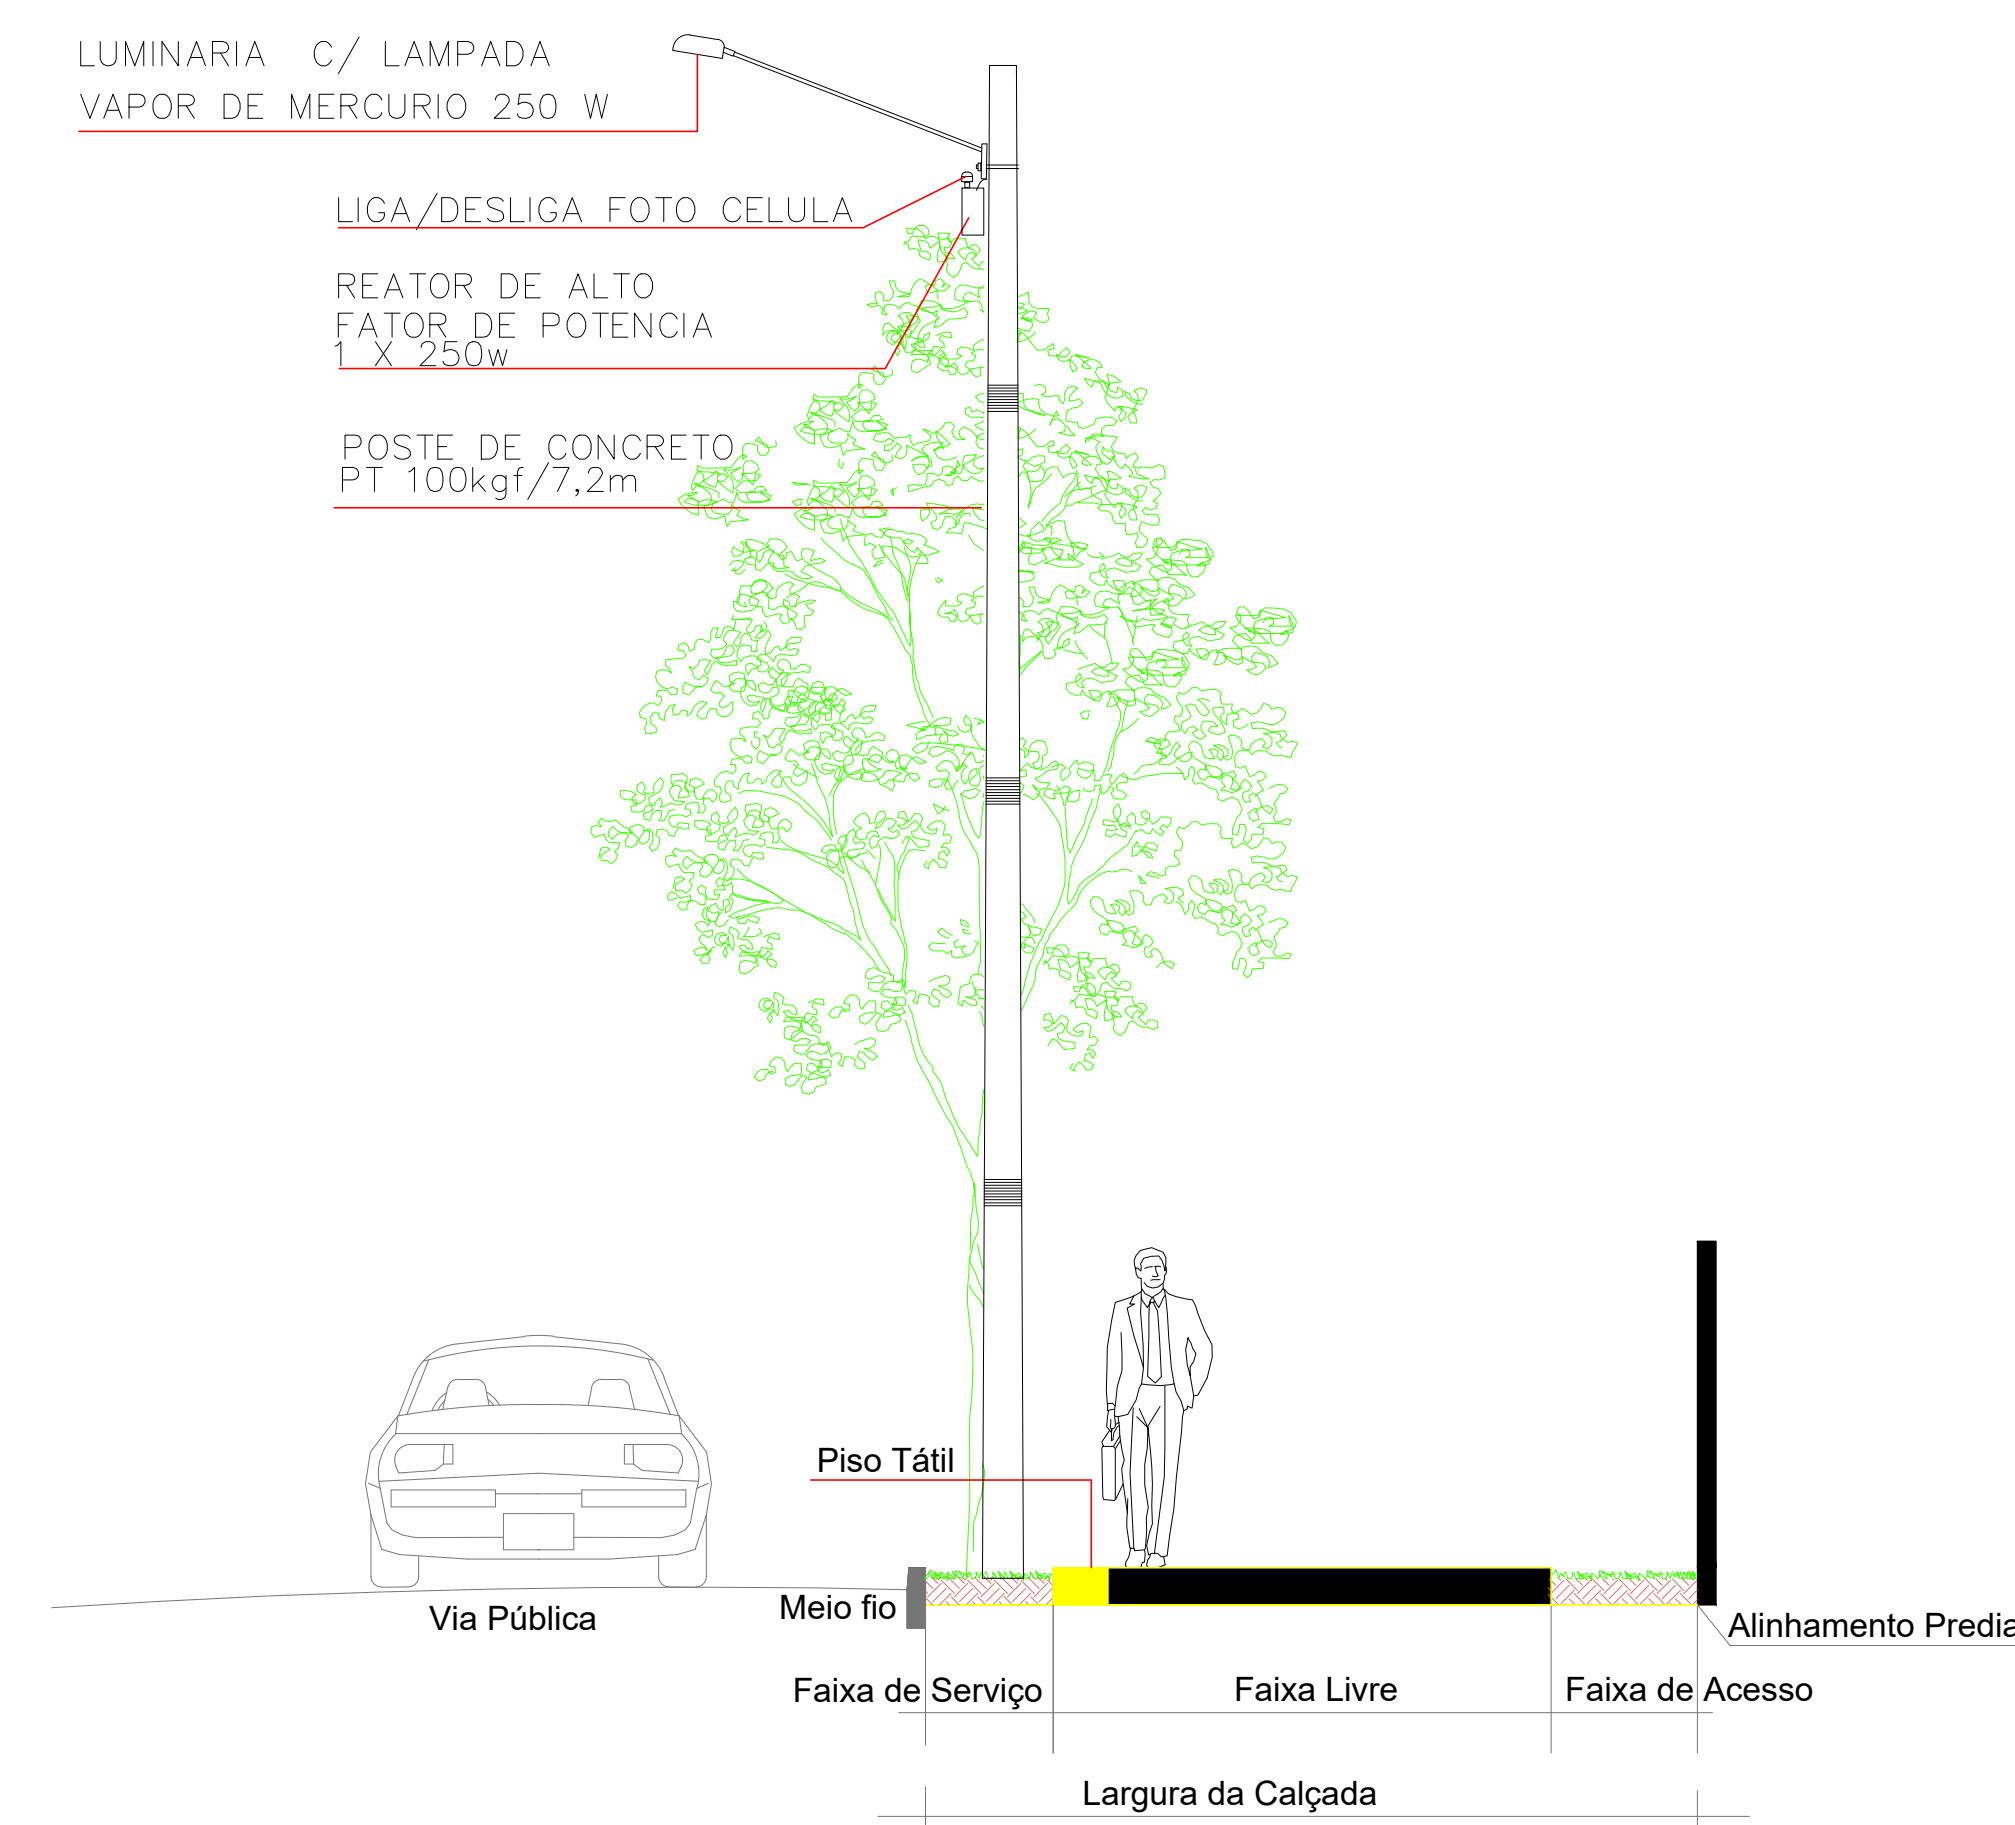 LUMINARIA C/ LAMPADA
VAPOR DE MERCURIO 250 W
LIGA/DESLIGA FOTO CELULA
REATOR DE ALTO
FATOR DE POTENCIA
1 X 250w
POSTE DE CONCRETO
PT 100kgf/7,2m
Piso Tátil
Meio fio
Via Pública
Alinhamento Predia
Faixa de Serviço
Faixa Livre
Faixa de Acesso
Largura da Calçada